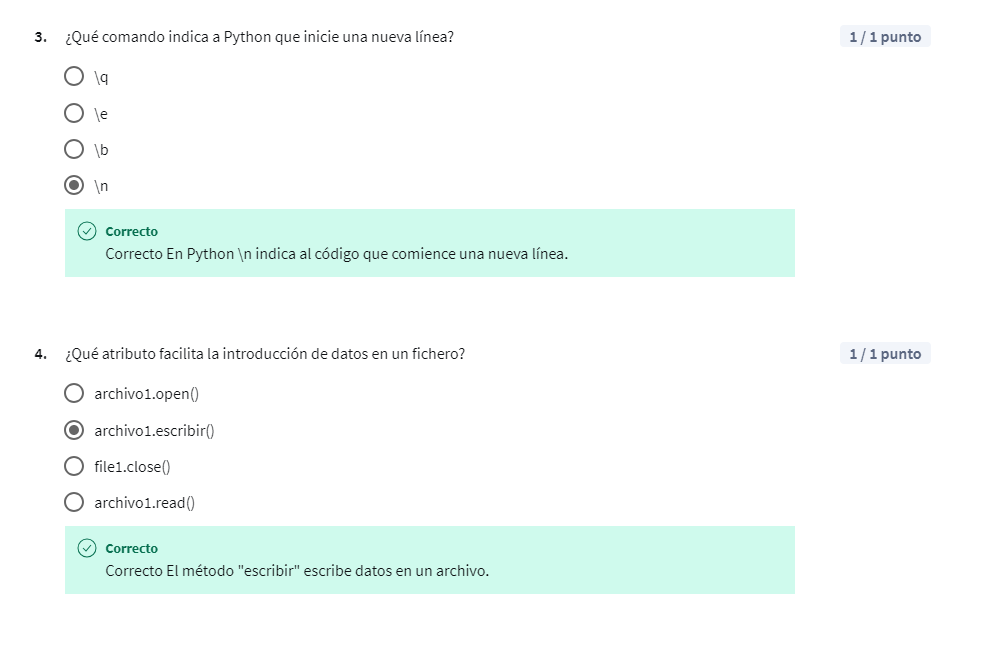 3. ¿Qué comando indica a Python que inicie una nueva línea? 1 / 1 punto
\q
\e
\b
\n
Correcto
Correcto En Python \n indica al código que comience una nueva línea.
4. ¿Qué atributo facilita la introducción de datos en un fichero? 1 / 1 punto
archivo1.open()
archivo1.escribir()
file1.close()
archivo1.read()
Correcto
Correcto El método "escribir" escribe datos en un archivo.